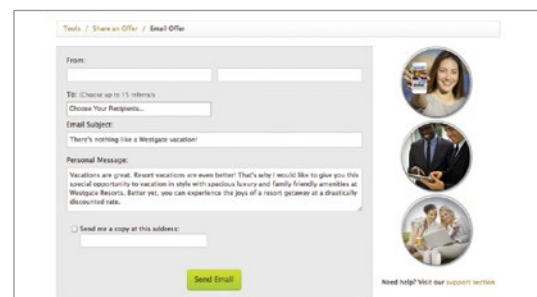 Tools / Share an Offer / Email Offer
From:
To: (Choose up to 15 referrals
Choose Your Recipients...
Email Subject:
There's nothing like a Westgate vacation!
Personal Message:
Vacations are great. Resort vacations are even better! That's why I would like to give you this
special opportunity to vacation in style with spacious luxury and family friendly amenities at
Westgate Resorts. Better yet, you can experience the joys of a resort getaway at a drastically
discounted rate.
Send me a copy at this address:
Send Email
Need help? Visit our support section